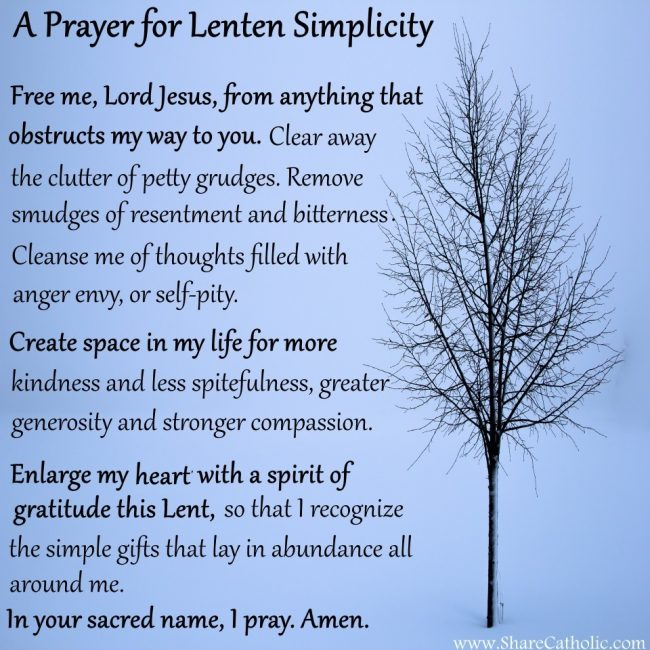 A Prayer for Lenten Simplicity
Free me, Lord Jesus, from anything that
obstructs my way to you. Clear away
the clutter of petty grudges. Remove
smudges of resentment and bitterness.
Cleanse me of thoughts filled with
anger envy, or self-pity.
Create space in my life for more
kindness and less spitefulness, greater
generosity and stronger compassion.
Enlarge my heart with a spirit of
gratitude this Lent, so that I recognize
the simple gifts that lay in abundance all
around me.
In your sacred name, I pray. Amen.
www.ShareCatholic.com